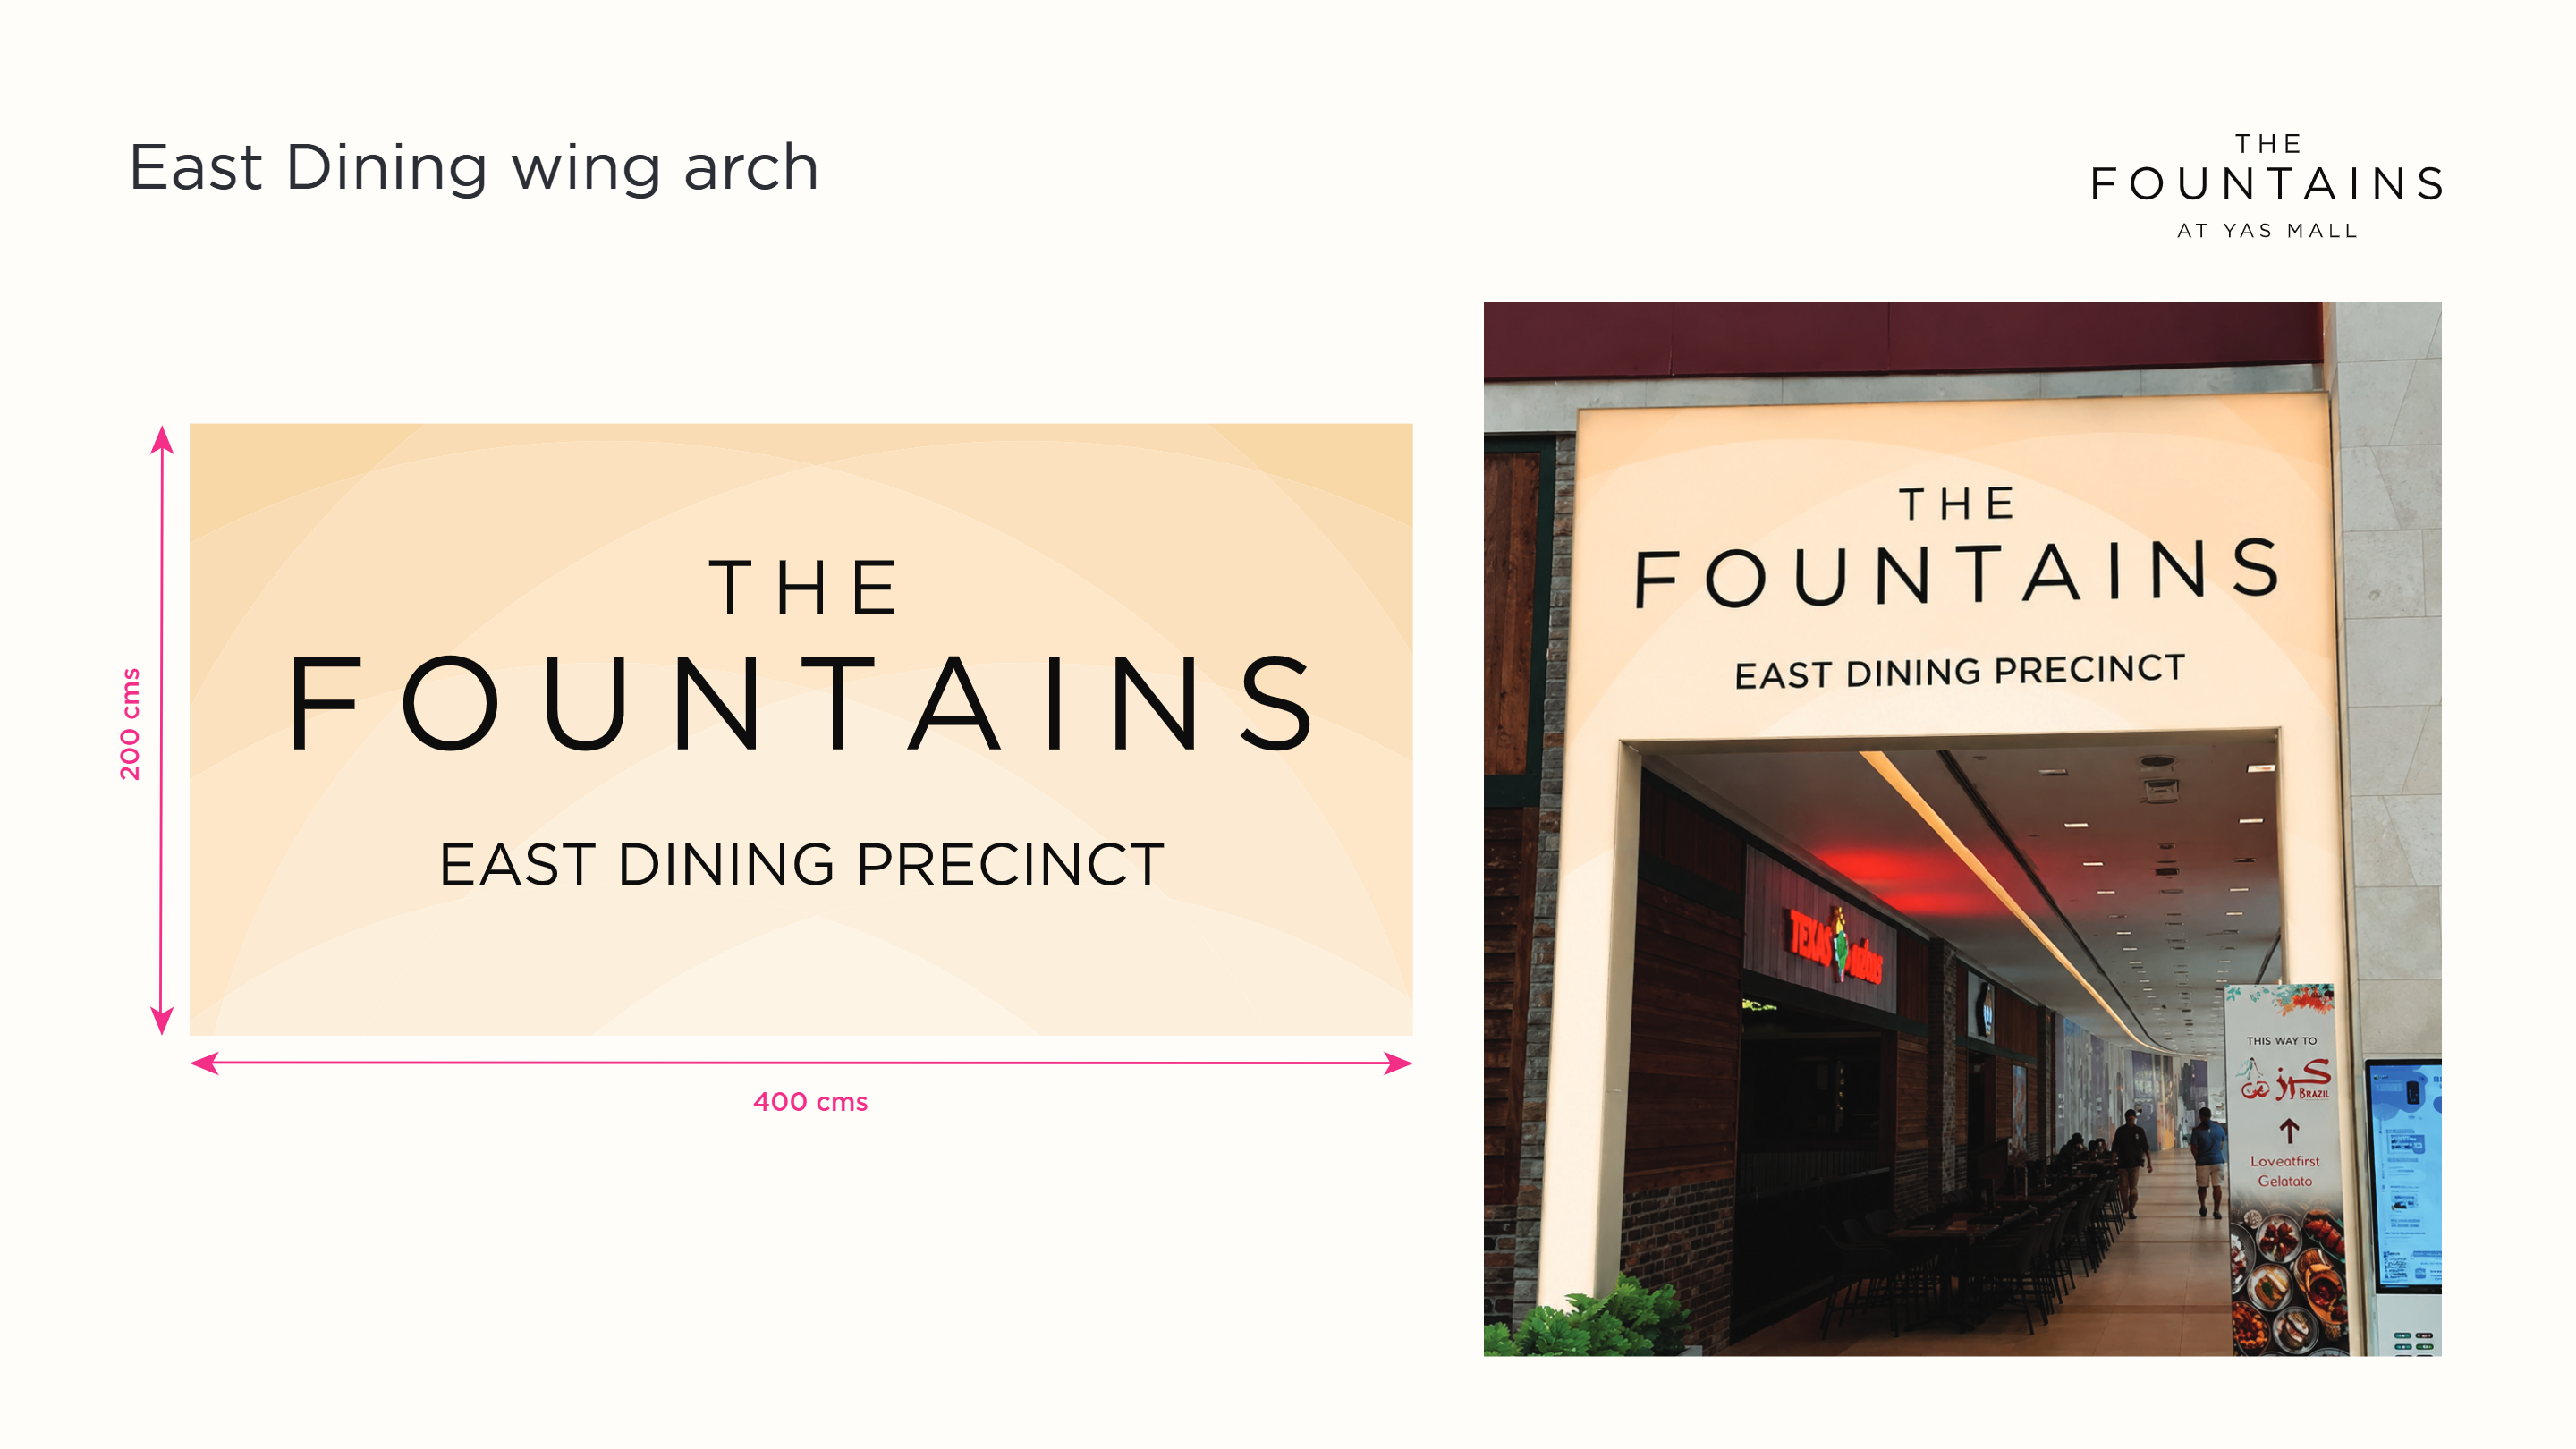 East Dining wing arch
THE
FOUNTAINS
AT YAS MALL
200 cms
THE
FOUNTAINS
EAST DINING PRECINCT
400 cms
THE
FOUNTAINS
EAST DINING PRECINCT
TEXAS
THIS WAY TO
BRAZIL
Loveatfirst
Gelatato